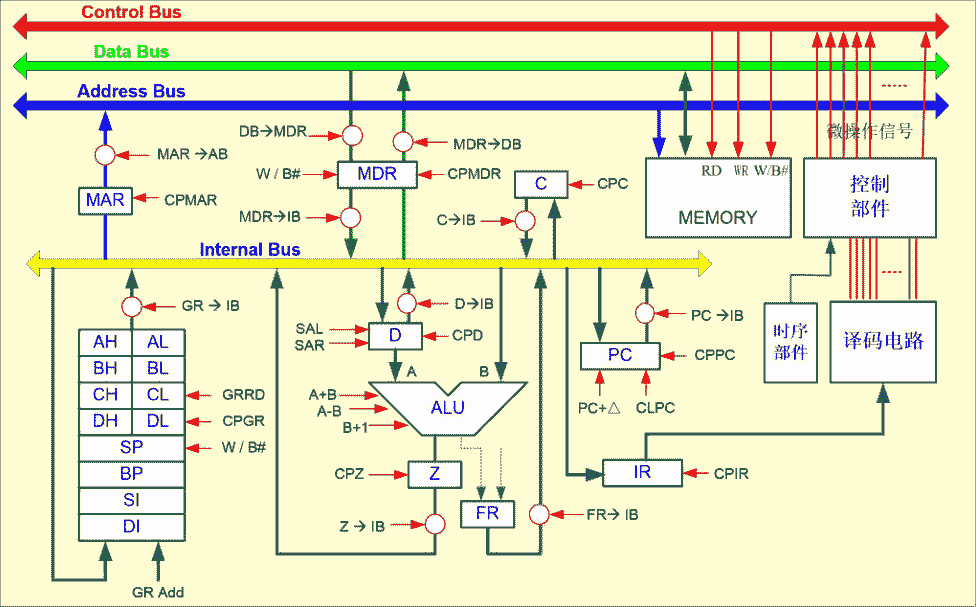 Control Bus
Data Bus
Address Bus
DB→MDR
MDR→DB
MAR →AB
W / B#
MDR
CPMDR
MAR
CPMAR
MDR→IB
C
CPC
C→IB
RD WR W/B#
MEMORY
微操作信号
-----
控制
部件
Internal Bus
GR → IB
D→IB
PC →IB
----
SAL
SAR
D
CPD
时序
部件
译码电路
AH AL
BH BL
CH CL
DH DL
SP
BP
SI
DI
GRRD
CPGR
W / B#
GR Add
A
B
A+B
A-B
B+1
ALU
PC
CPPC
PC+△
CLPC
CPZ
Z
IR
CPIR
Z → IB
FR
FR→ IB